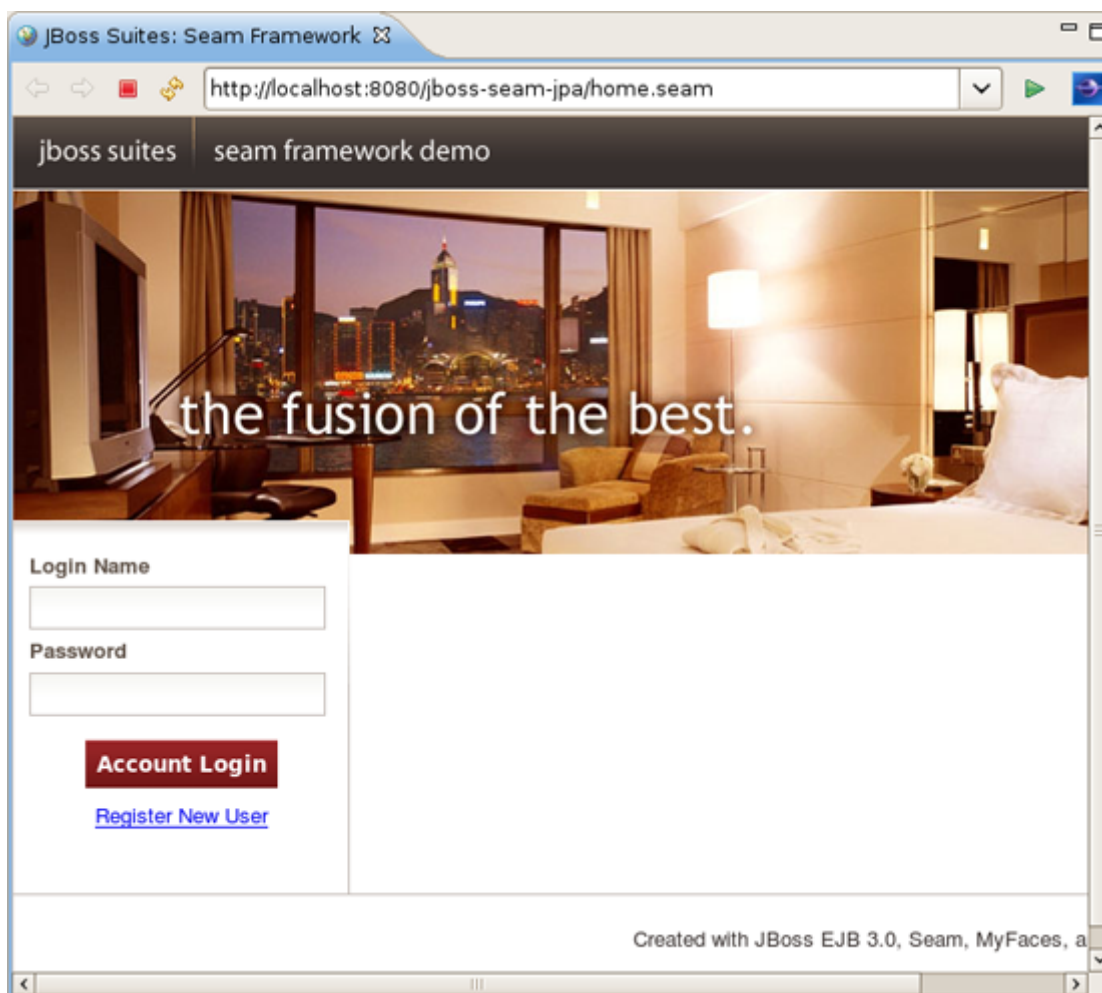 JBoss Suites: Seam Framework
http://localhost:8080/jboss-seam-jpa/home.seam
jboss suites seam framework demo
the fusion of the best.
Login Name
Password
Account Login
Register New User
Created with JBoss EJB 3.0, Seam, MyFaces, a